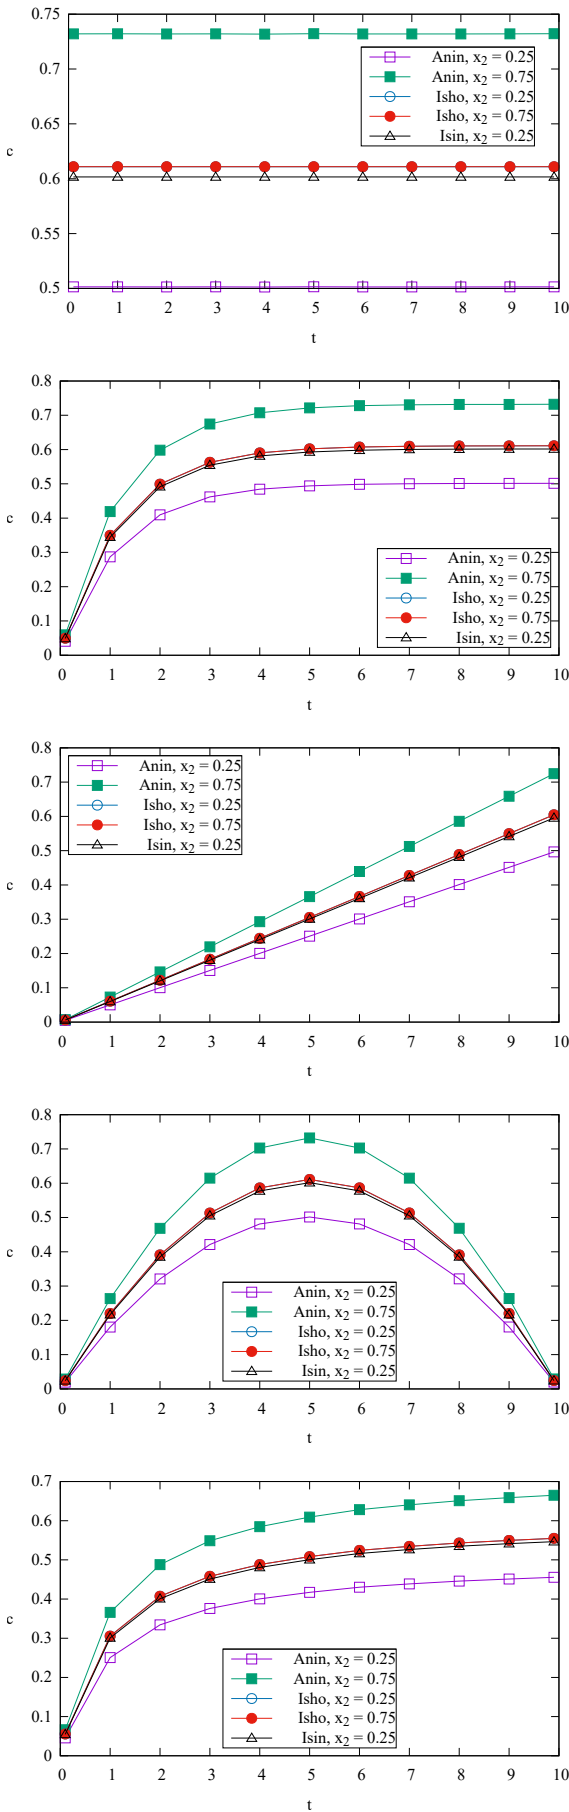 0.75
0.7
0.65
0.6
0.55
0.5
c
Anin, x2 = 0.25
Anin, x2 = 0.75
Isho, x2 = 0.25
Isho, x2 = 0.75
Isin, x2 = 0.25
0 1 2 3 4 5 6 7 8 9 10
t
0.8
0.7
0.6
0.5
0.4
0.3
0.2
0.1
0
c
Anin, x2 = 0.25
Anin, x2 = 0.75
Isho, x2 = 0.25
Isho, x2 = 0.75
Isin, x2 = 0.25
0 1 2 3 4 5 6 7 8 9 10
t
0.8
0.7
0.6
0.5
0.4
0.3
0.2
0.1
0
c
Anin, x2 = 0.25
Anin, x2 = 0.75
Isho, x2 = 0.25
Isho, x2 = 0.75
Isin, x2 = 0.25
0 1 2 3 4 5 6 7 8 9 10
t
0.8
0.7
0.6
0.5
0.4
0.3
0.2
0.1
0
c
Anin, x2 = 0.25
Anin, x2 = 0.75
Isho, x2 = 0.25
Isho, x2 = 0.75
Isin, x2 = 0.25
0 1 2 3 4 5 6 7 8 9 10
t
0.7
0.6
0.5
0.4
0.3
0.2
0.1
0
c
Anin, x2 = 0.25
Anin, x2 = 0.75
Isho, x2 = 0.25
Isho, x2 = 0.75
Isin, x2 = 0.25
0 1 2 3 4 5 6 7 8 9 10
t